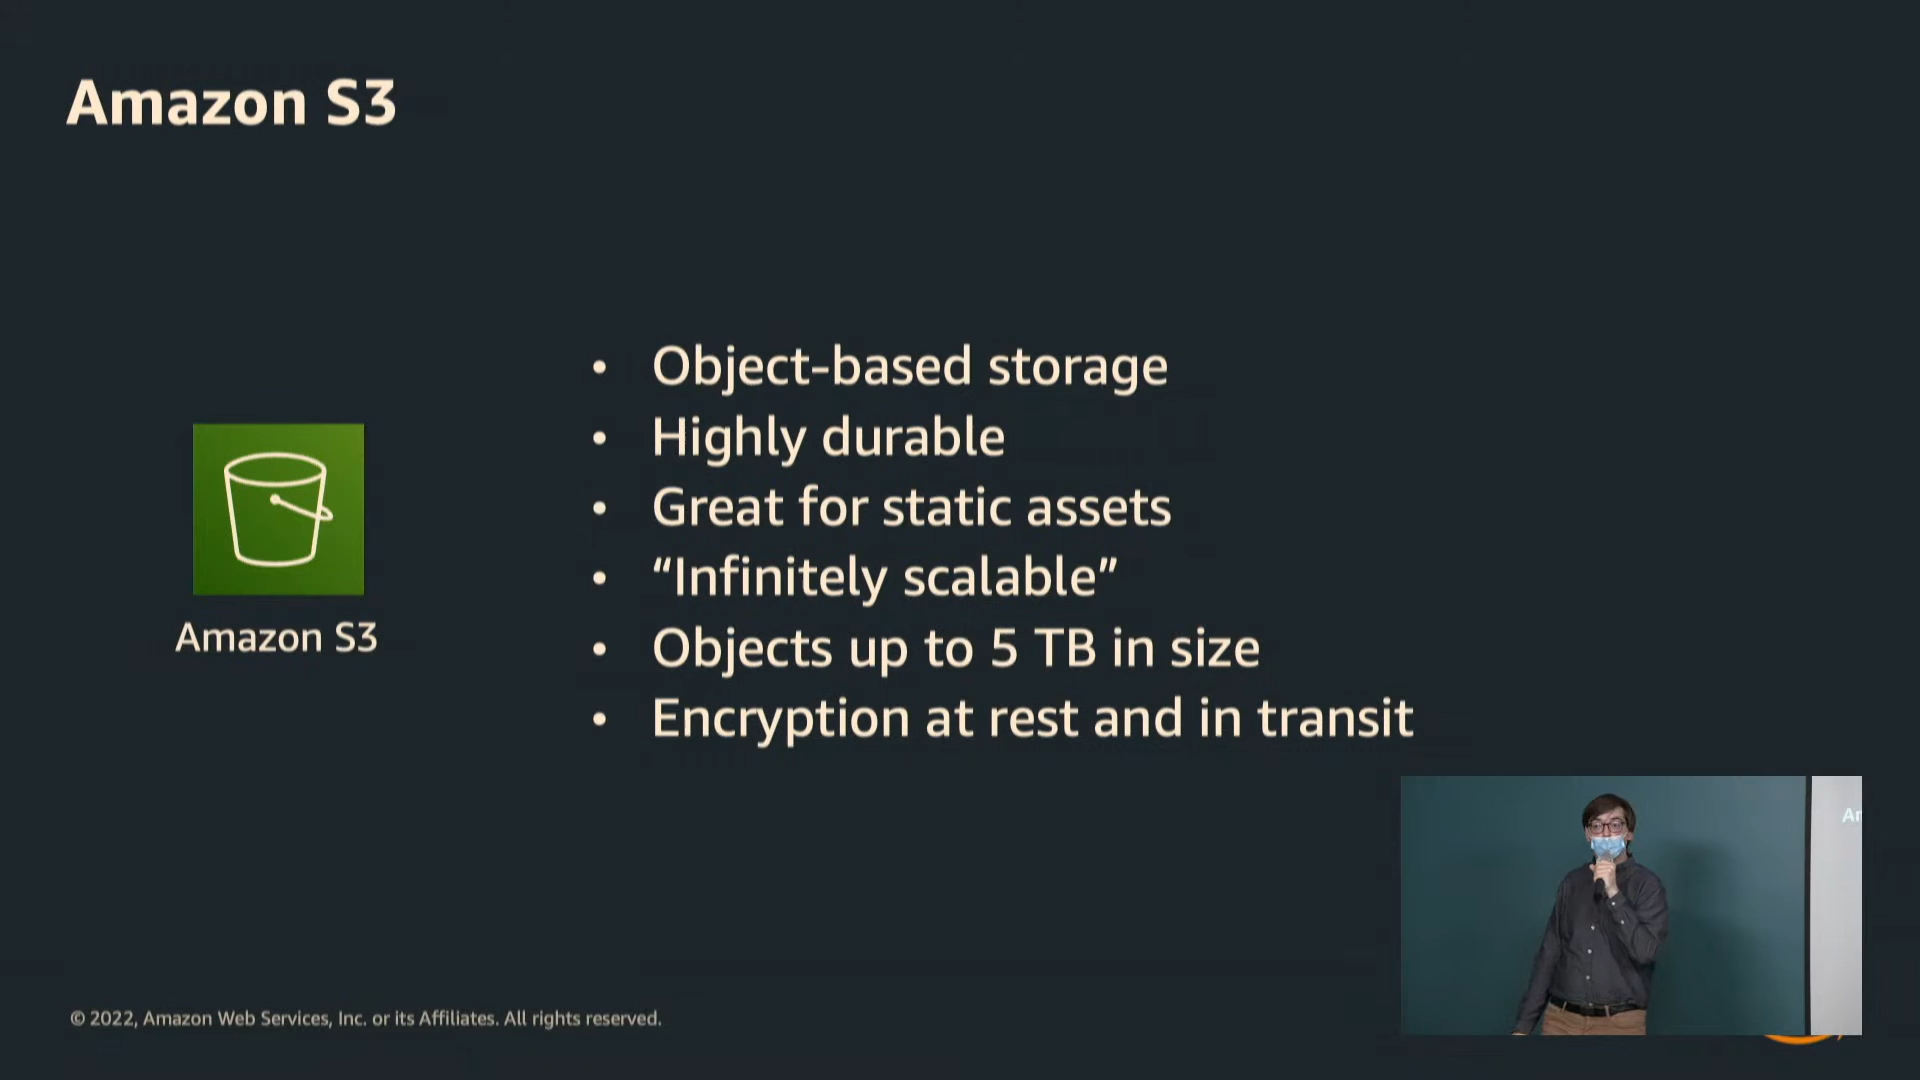 Amazon S3
• Object-based storage
• Highly durable
• Great for static assets
• “Infinitely scalable”
• Objects up to 5 TB in size
• Encryption at rest and in transit
Amazon S3
Ar
© 2022, Amazon Web Services, Inc. or its Affiliates. All rights reserved.